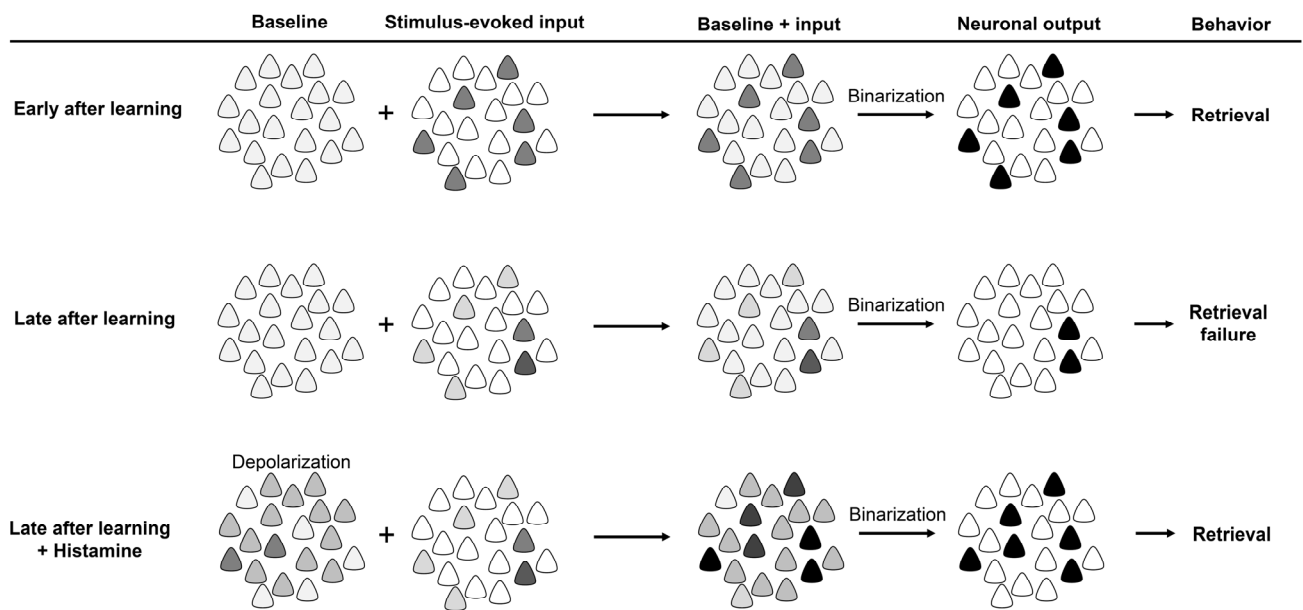 Baseline Stimulus-evoked input Baseline + input Neuronal output Behavior
Early after learning + Binarization Retrieval
Late after learning + Binarization Retrieval
failure
Depolarization
Late after learning
+ Histamine + Binarization Retrieval